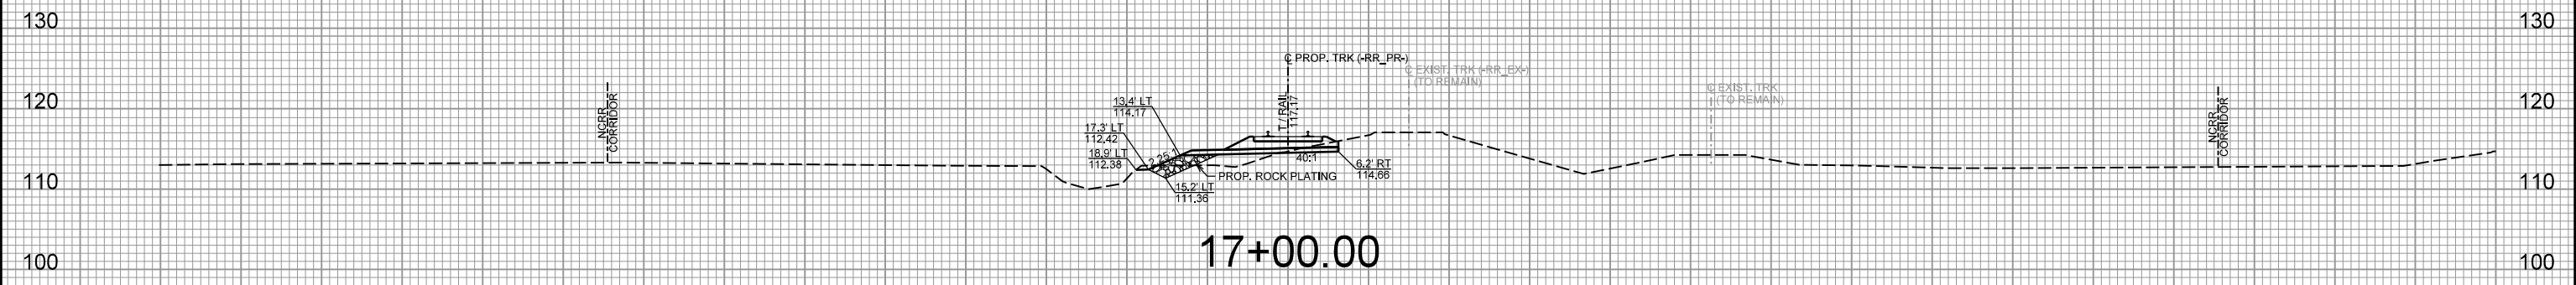 130
130
℄ PROP. TRK (-RR_PR-)
℄ EXIST. TRK (-RR_EX-)
(TO REMAIN)
℄ EXIST. TRK
(TO REMAIN)
120
120
NCRR
CORRIDOR
T / RAIL
117.17
NCRR
CORRIDOR
13.4' LT
114.17
17.3' LT
112.42
18.9' LT
112.38
2.25:1
40:1
6.2' RT
114.66
PROP. ROCK PLATING
15.2' LT
111.36
110
110
17+00.00
100
100